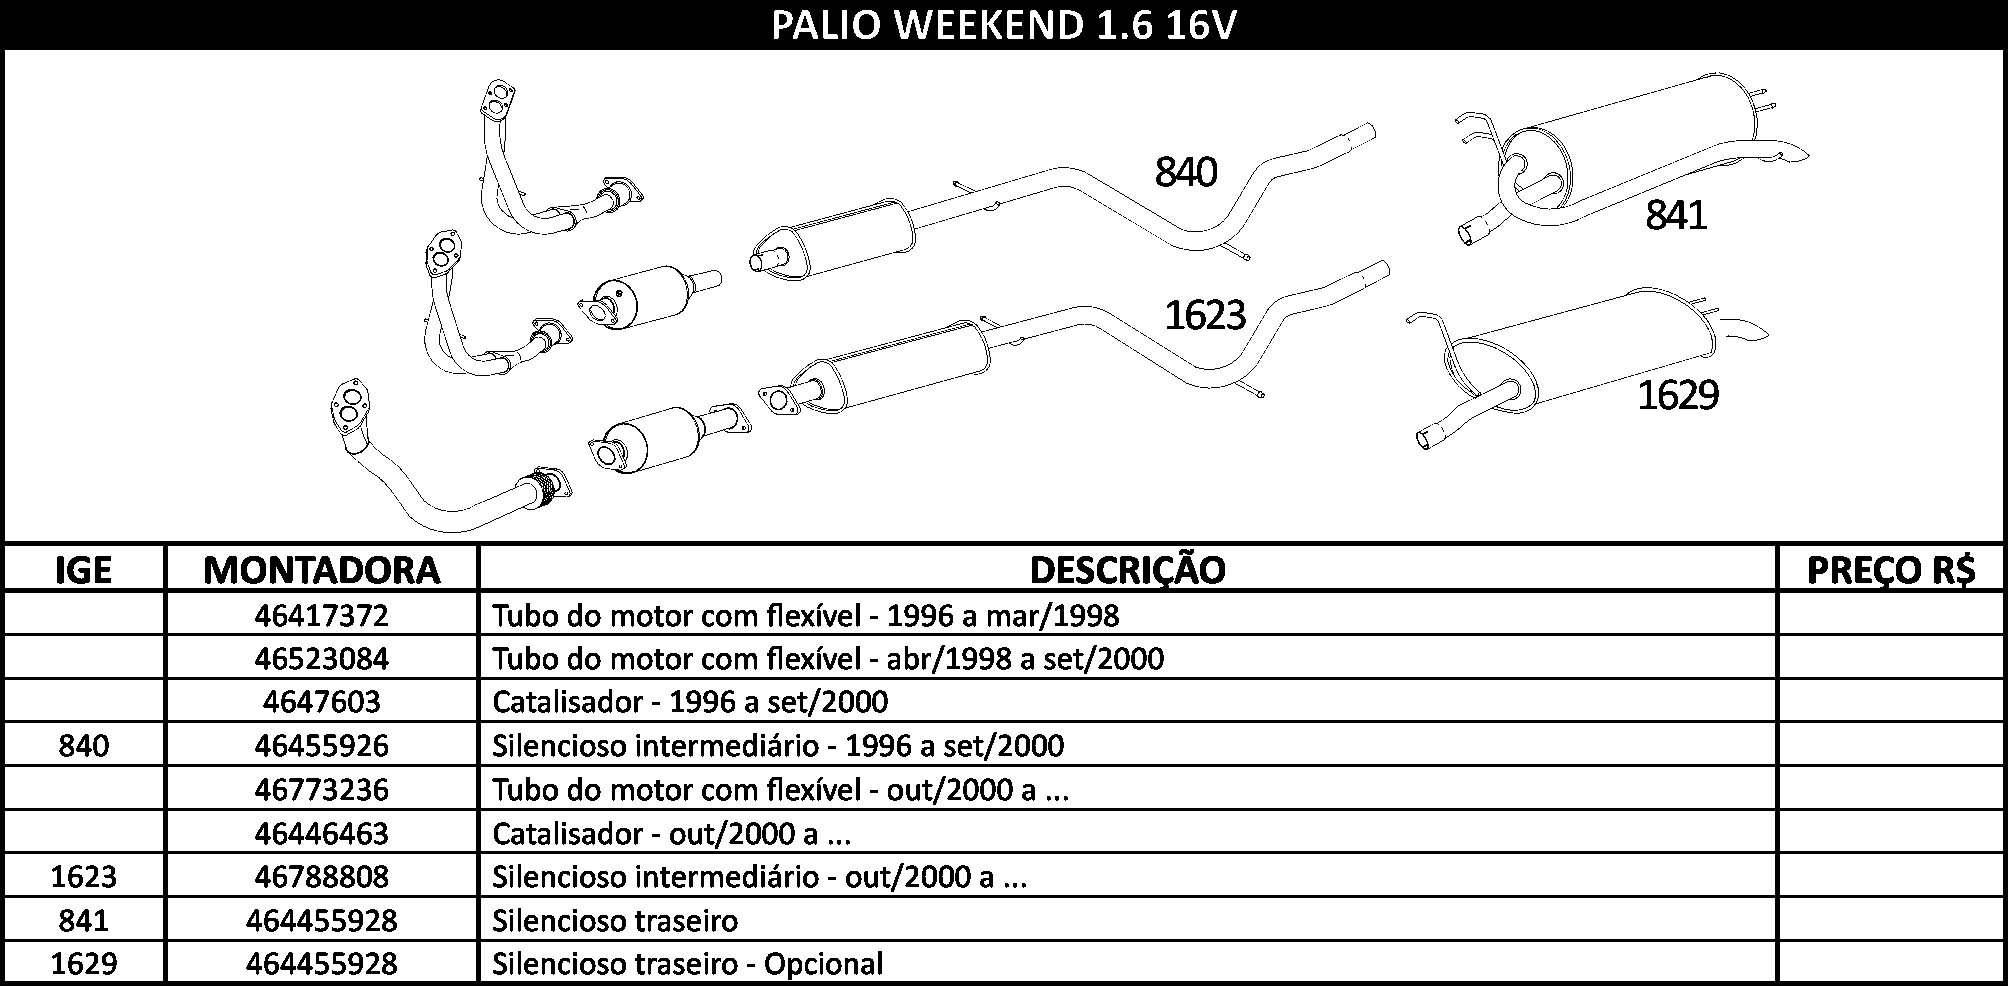 PALIO WEEKEND 1.6 16V
840
841
1623
1629
IGE MONTADORA DESCRIÇÃO PREÇO R$
46417372 Tubo do motor com flexível - 1996 a mar/1998
46523084 Tubo do motor com flexível - abr/1998 a set/2000
4647603 Catalisador - 1996 a set/2000
840 46455926 Silencioso intermediário - 1996 a set/2000
46773236 Tubo do motor com flexível - out/2000 a ...
46446463 Catalisador - out/2000 a ...
1623 46788808 Silencioso intermediário - out/2000 a ...
841 464455928 Silencioso traseiro
1629 464455928 Silencioso traseiro - Opcional